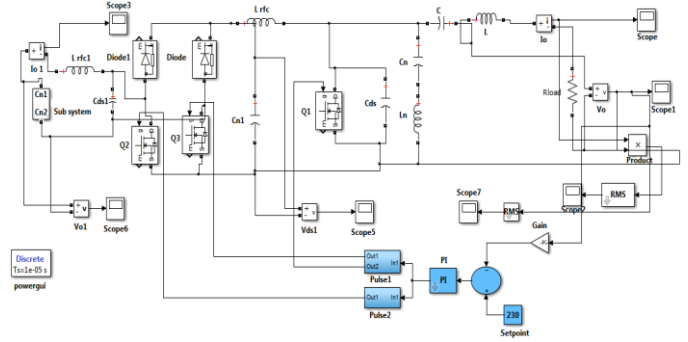 Scope3
L rfc
C
L
Io
Scope
Io 1
L rfc1
Diode1
Diode
Cn
Cds1
Cn1
Cn2
Sub system
Q1
Cds
Rload
Vo
Scope1
Q2
Q3
Cn1
Ln
Product
RMS
Scope7
RMS
Vo1
Scope6
Vds1
Scope5
Gain
-K-
Discrete
Ts=1e-05 s
powergui
Out1
Out2
In1
Pulse1
PI
PI
Out1
In1
Pulse2
230
Setpoint